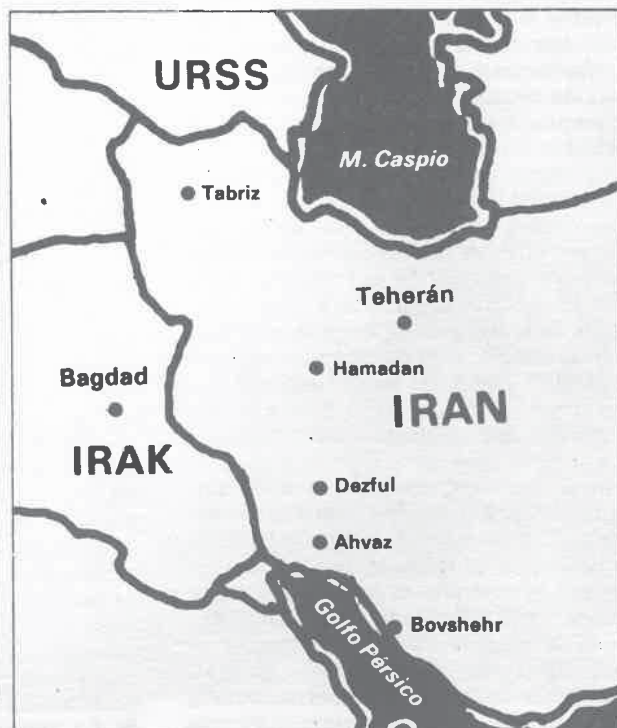 URSS
M. Caspio
Tabriz
Teherán
Hamadan
Bagdad
IRAN
IRAK
Dezful
Ahvaz
Bovshehr
Golfo Pérsico